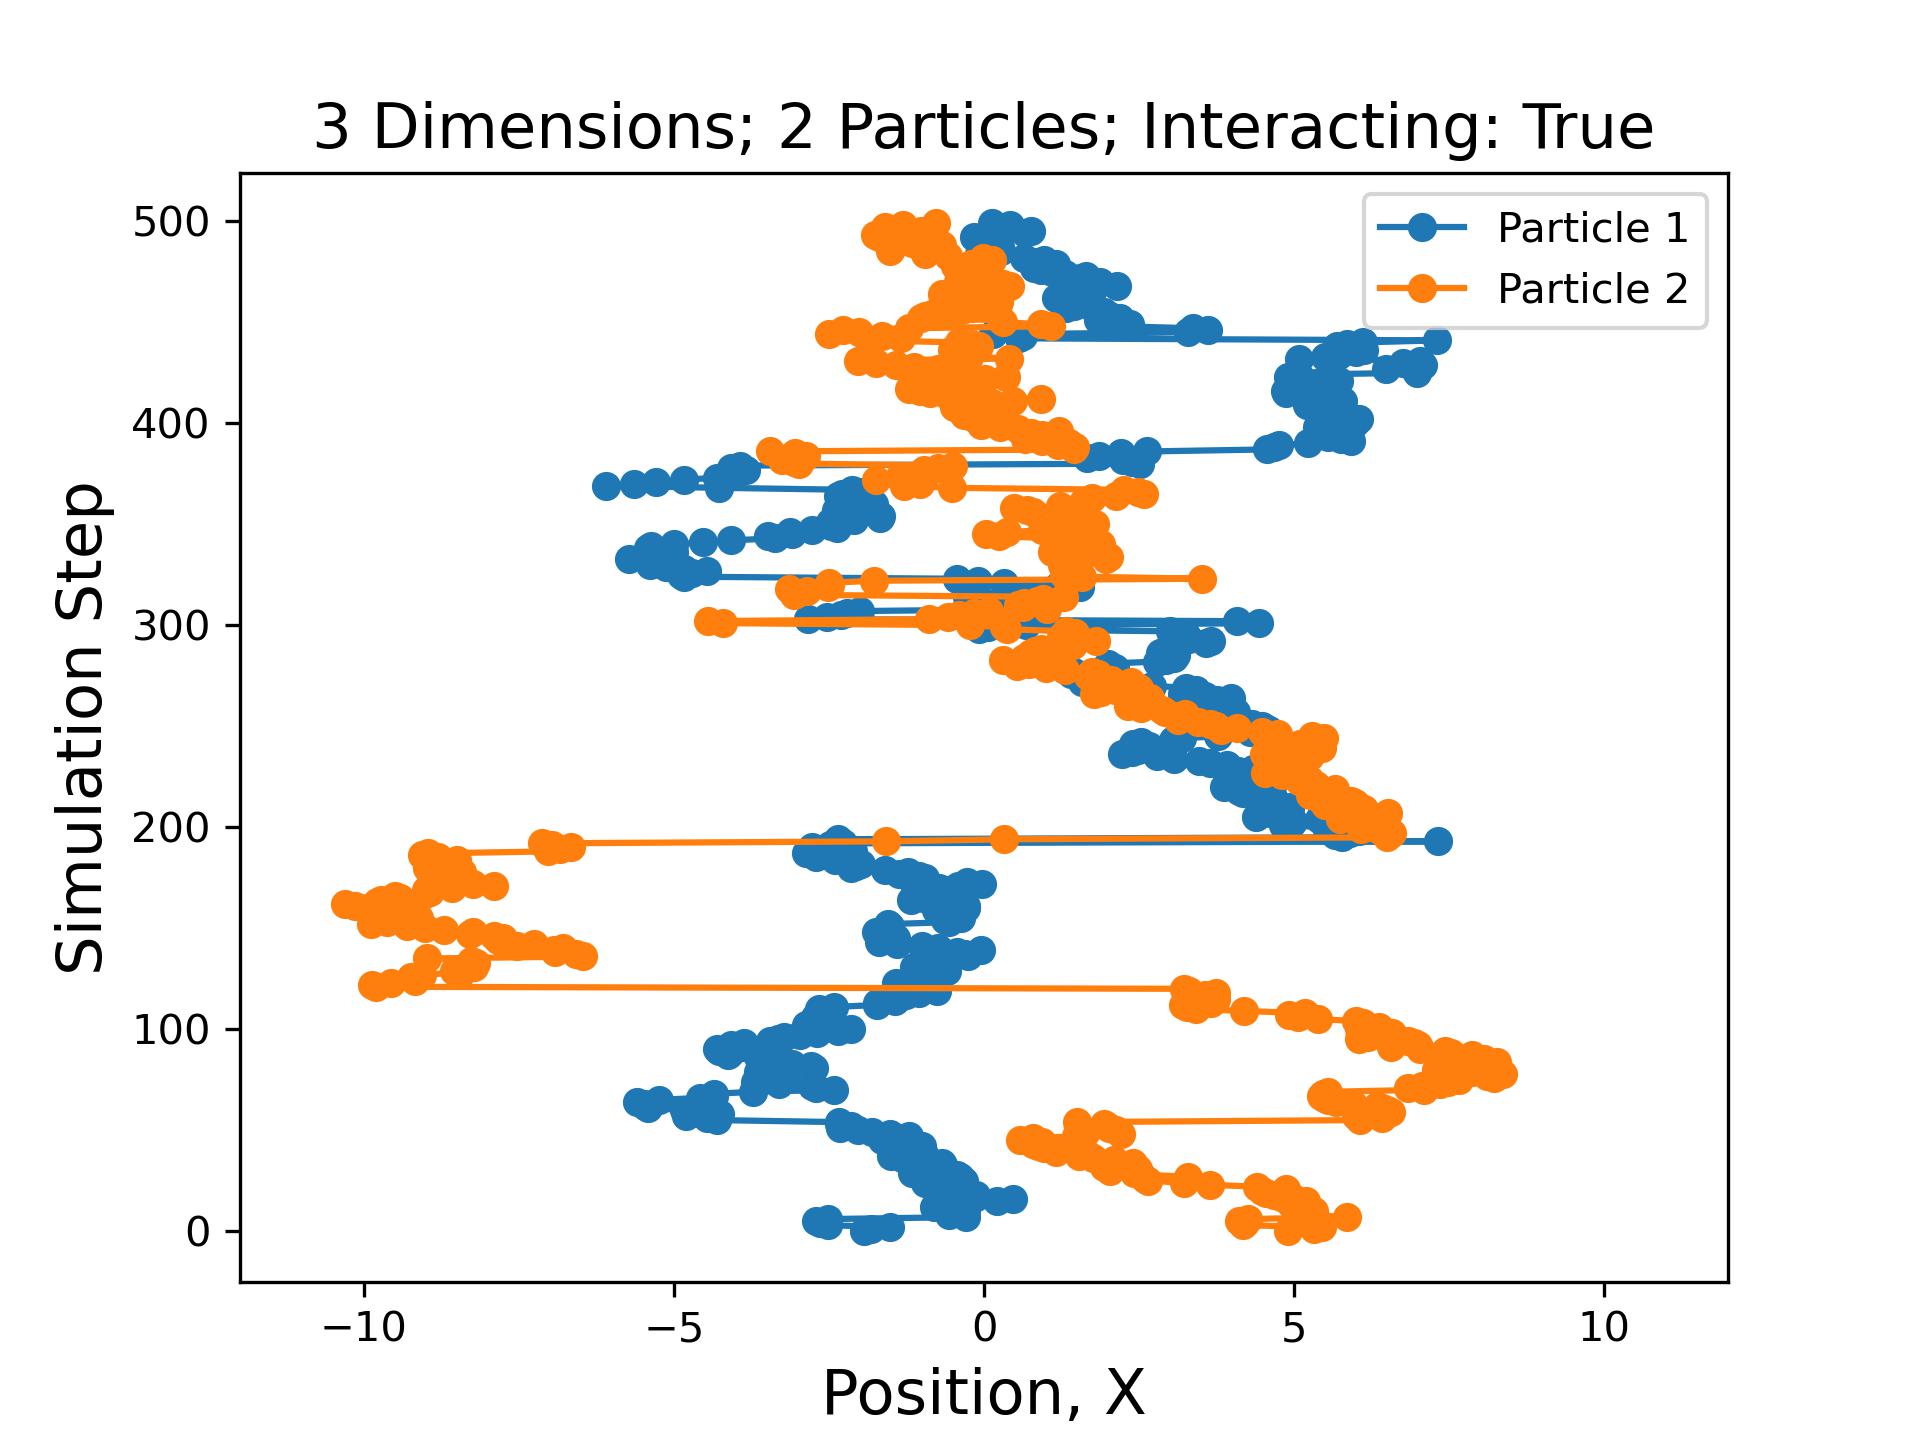 3 Dimensions; 2 Particles; Interacting: True
Particle 1
Particle 2
500
400
300
200
100
0
Simulation Step
−10
−5
0
5
10
Position, X